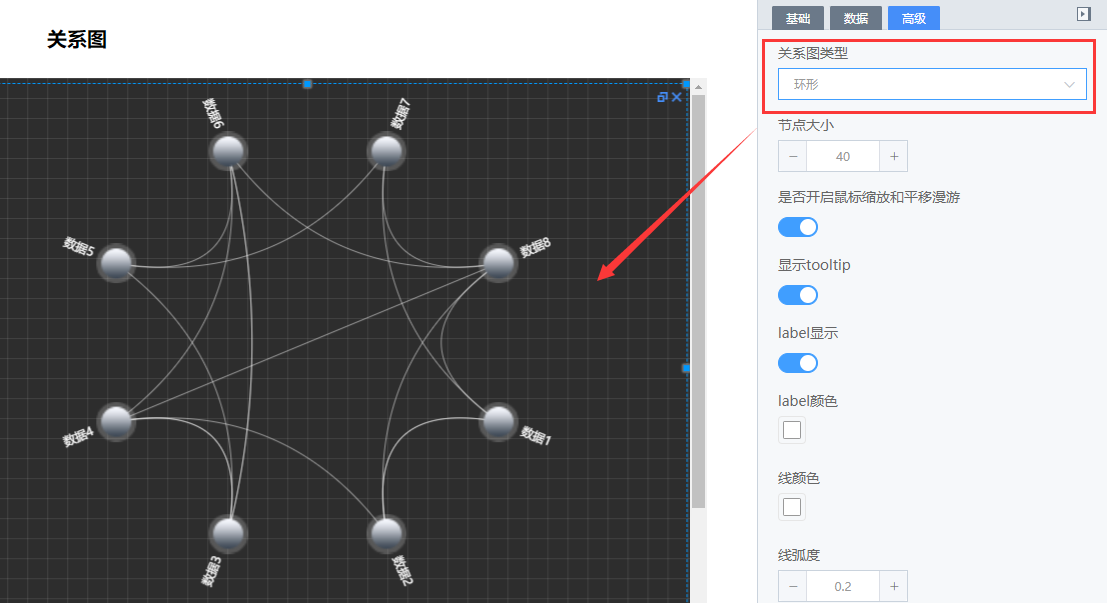 关系图
数据6
数据7
数据5
数据8
数据4
数据1
数据3
数据2
基础
数据
高级
关系图类型
环形
节点大小
− 40 +
是否开启鼠标缩放和平移漫游
显示tooltip
label显示
label颜色
线颜色
线弧度
− 0.2 +